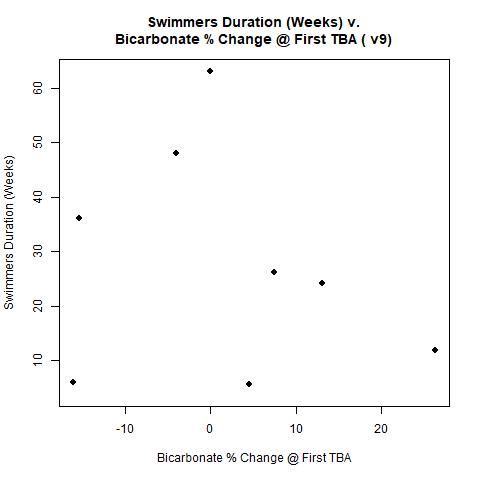 Swimmers Duration (Weeks) v.
Bicarbonate % Change @ First TBA ( v9)
Swimmers Duration (Weeks)
60
50
40
30
20
10
-10
0
10
20
Bicarbonate % Change @ First TBA